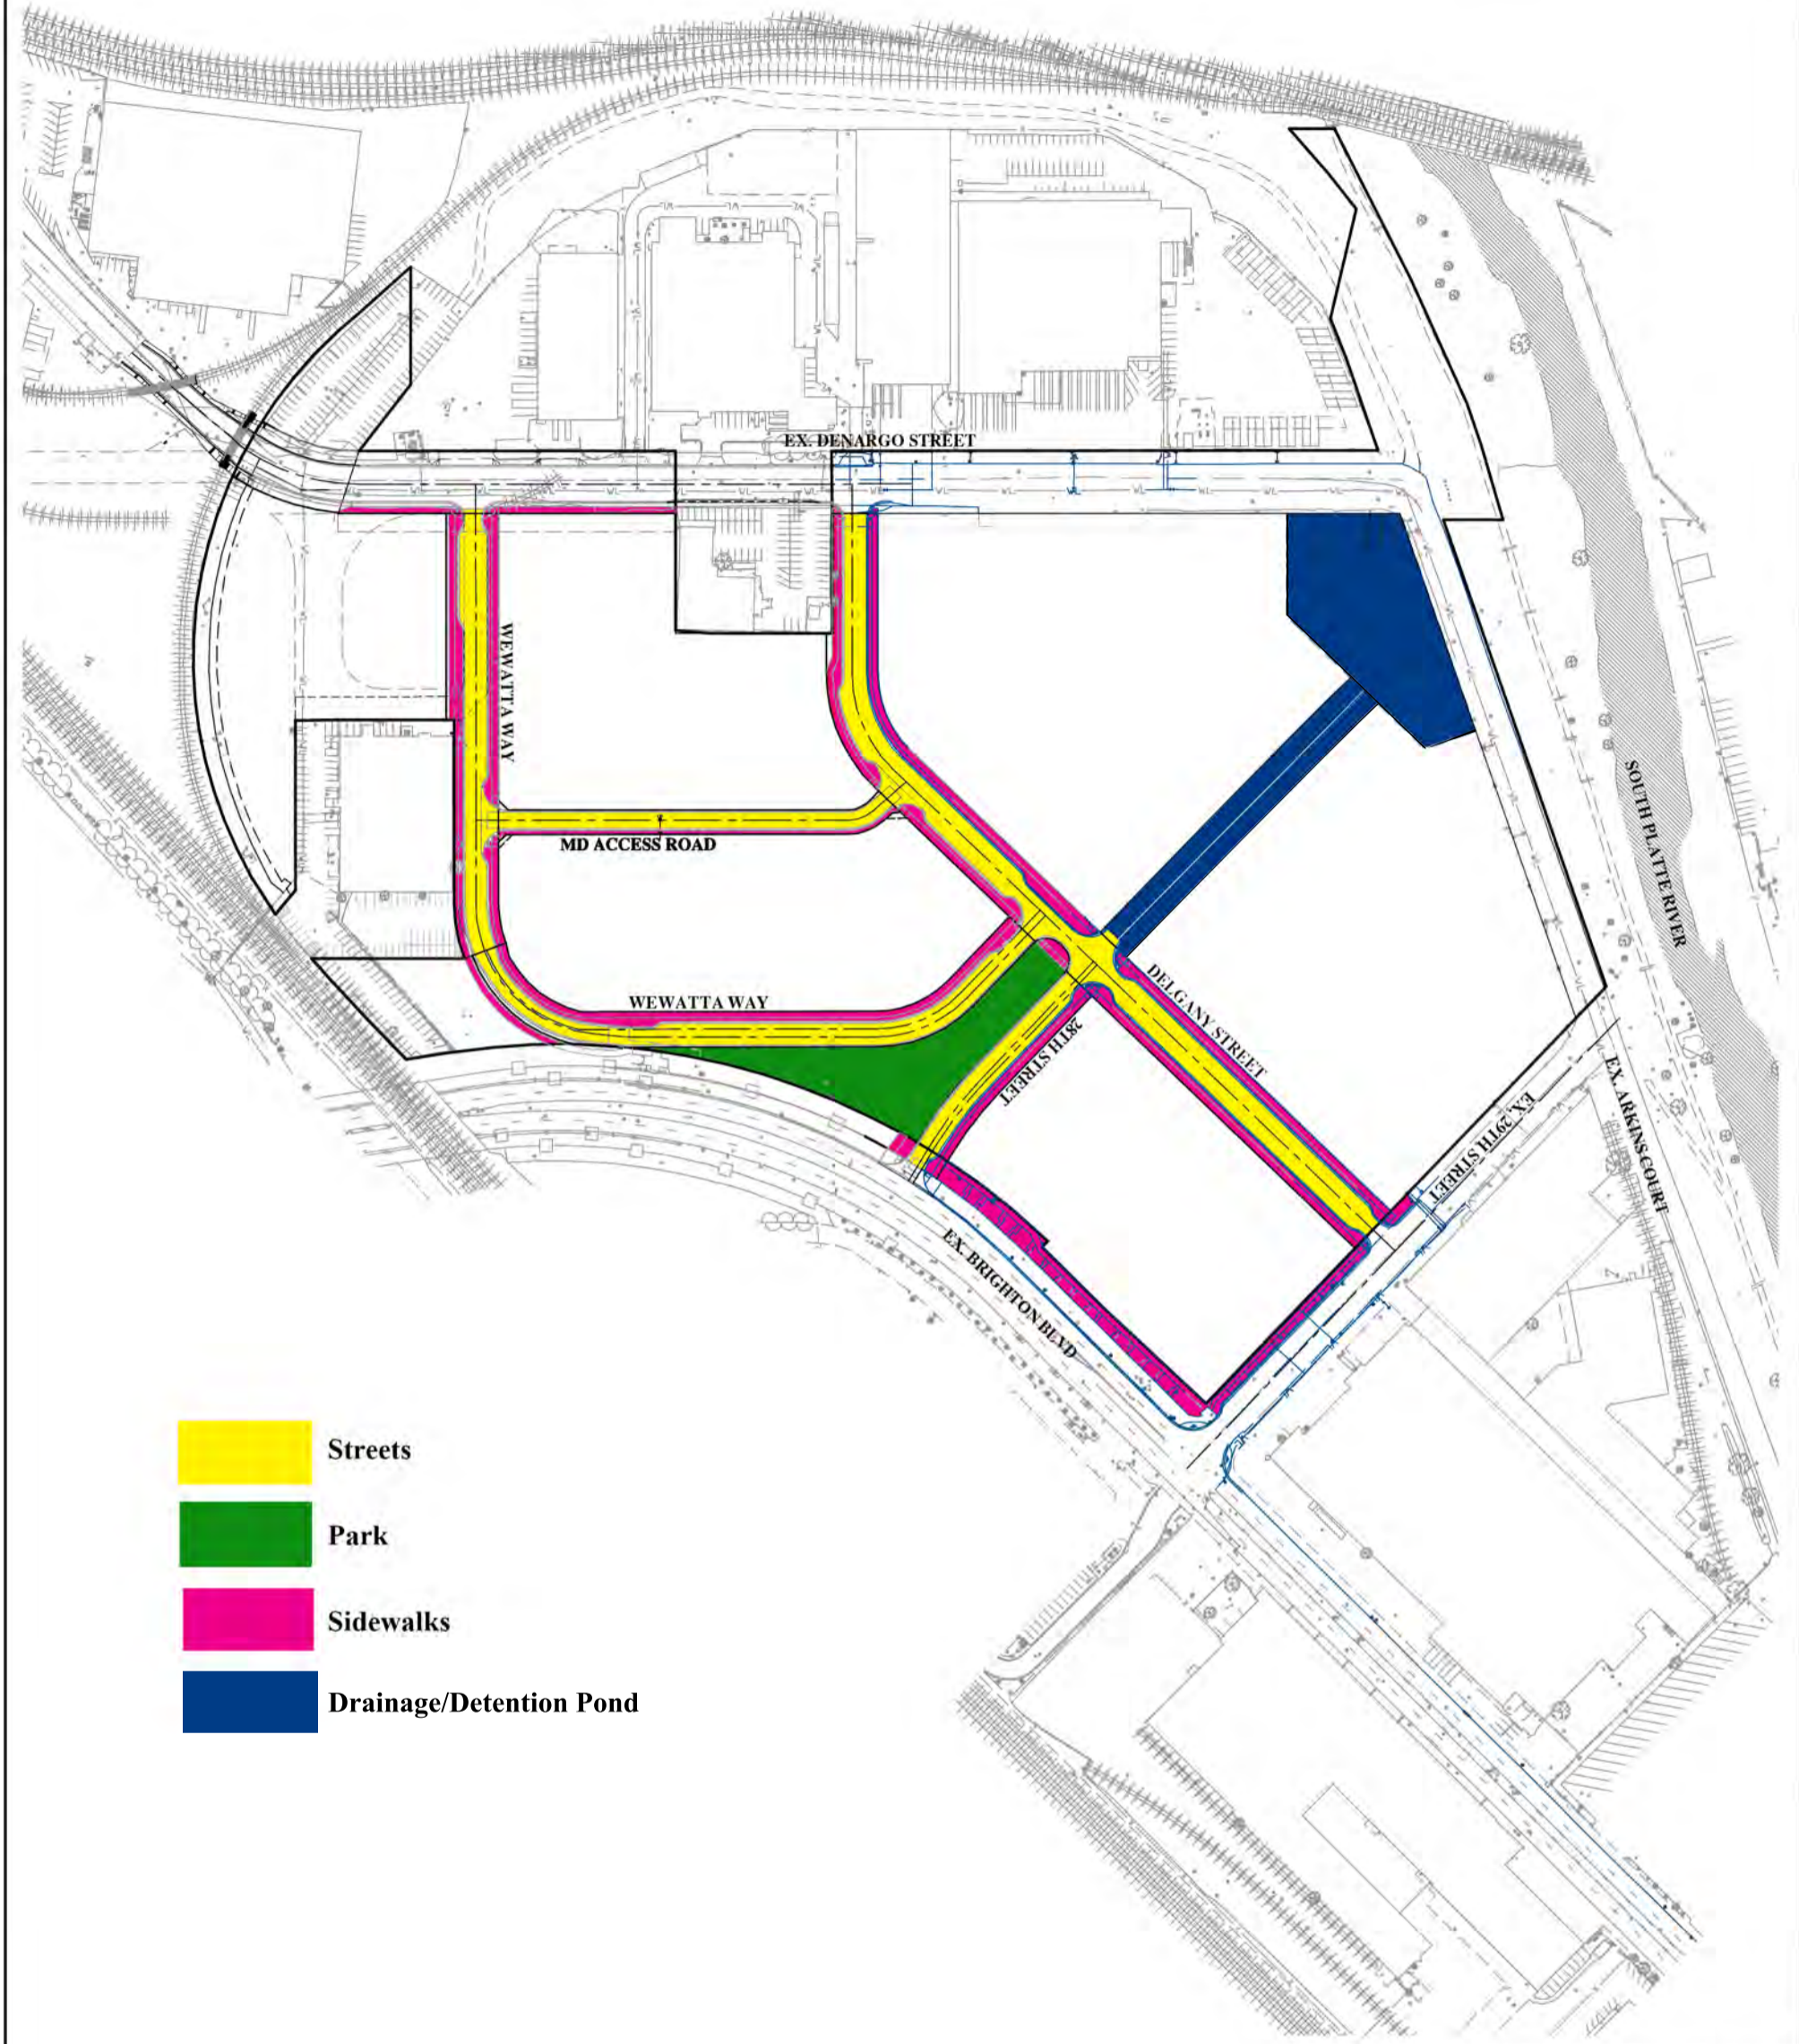 EX. DENARGO STREET
WEWATTA WAY
MD ACCESS ROAD
SOUTH PLATTE RIVER
WEWATTA WAY
DELGANY STREET
28TH STREET
EX. 29TH STREET
EX. ARKINS COURT
EX. BRIGHTON BLVD
Streets
Park
Sidewalks
Drainage/Detention Pond